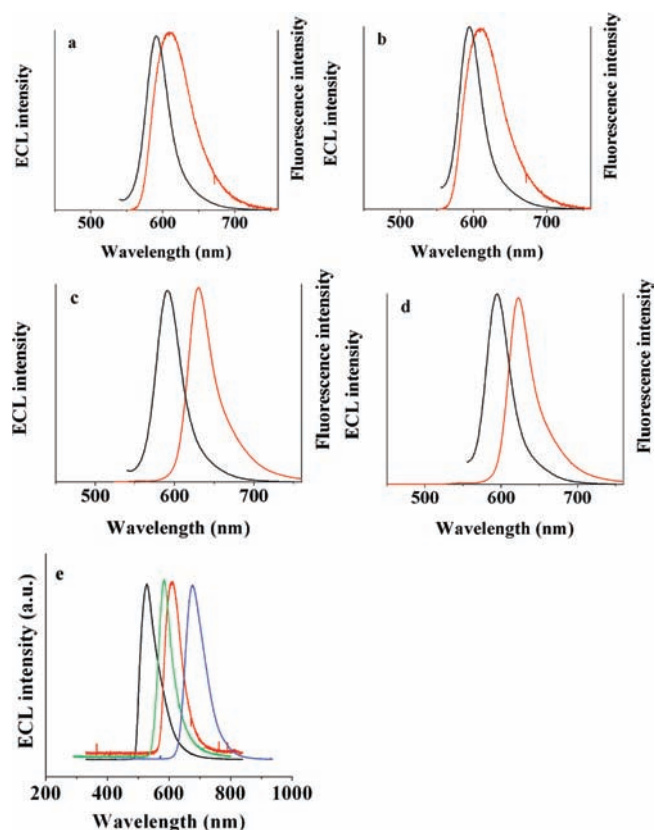 a
ECL intensity
Fluorescence intensity
500 600 700
Wavelength (nm)
b
ECL intensity
Fluorescence intensity
500 600 700
Wavelength (nm)
c
ECL intensity
Fluorescence intensity
500 600 700
Wavelength (nm)
d
ECL intensity
Fluorescence intensity
500 600 700
Wavelength (nm)
e
ECL intensity (a.u.)
200 400 600 800 1000
Wavelength (nm)